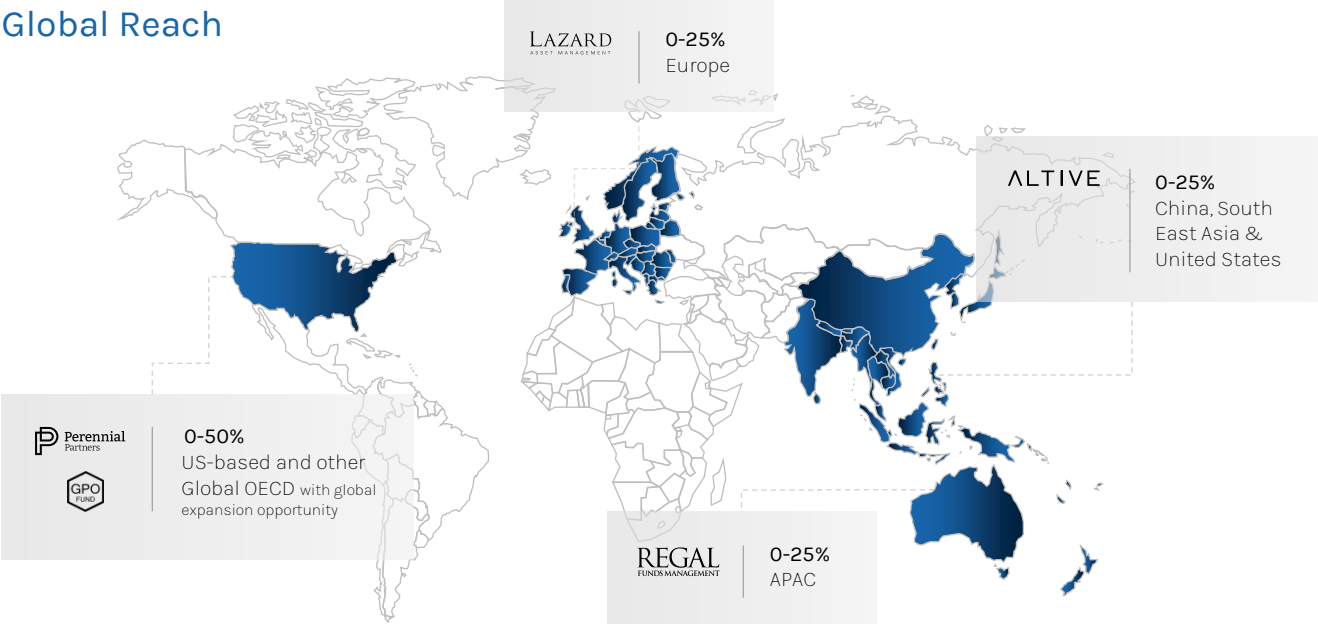 Global Reach
LAZARD
ASSET MANAGEMENT
0-25%
Europe
ALTIVE
0-25%
China, South
East Asia &
United States
Perennial
Partners
GPO
FUND
0-50%
US-based and other
Global OECD with global
expansion opportunity
REGAL
FUNDS MANAGEMENT
0-25%
APAC